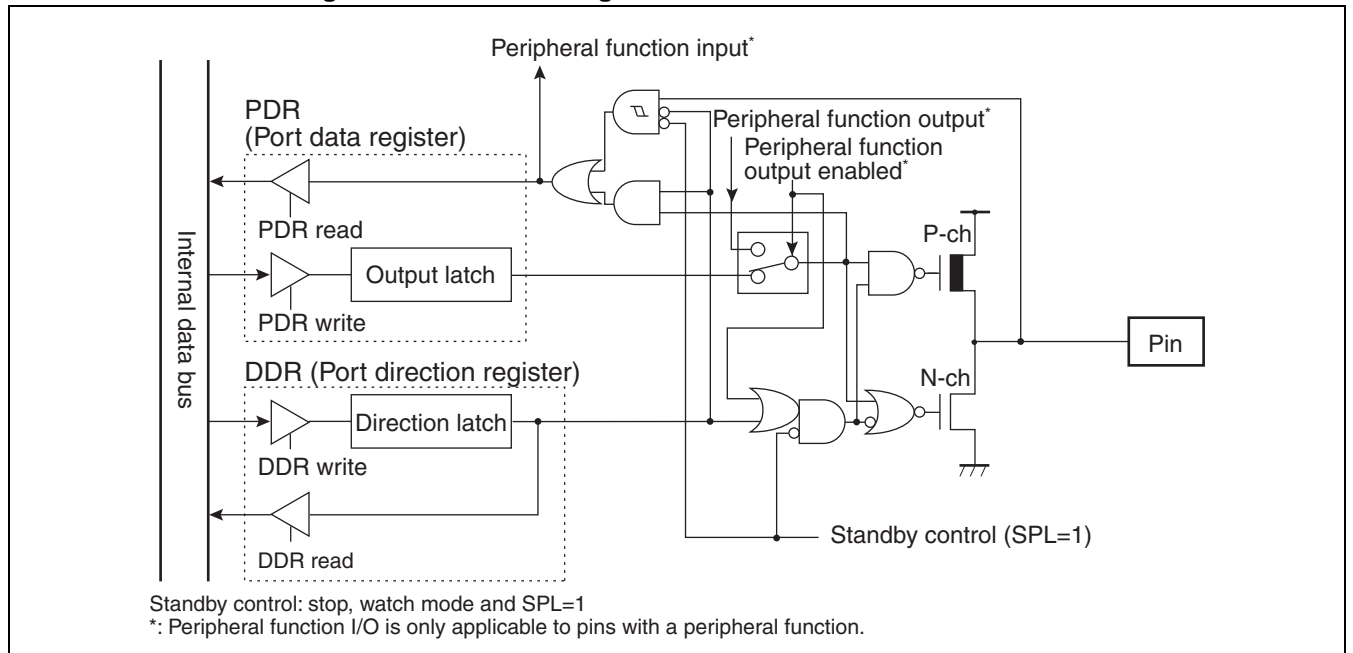 Peripheral function input*
PDR
(Port data register)
Peripheral function output*
Peripheral function
output enabled*
PDR read
P-ch
Internal data bus
Output latch
PDR write
Pin
DDR (Port direction register)
N-ch
Direction latch
DDR write
Standby control (SPL=1)
DDR read
Standby control: stop, watch mode and SPL=1
*: Peripheral function I/O is only applicable to pins with a peripheral function.